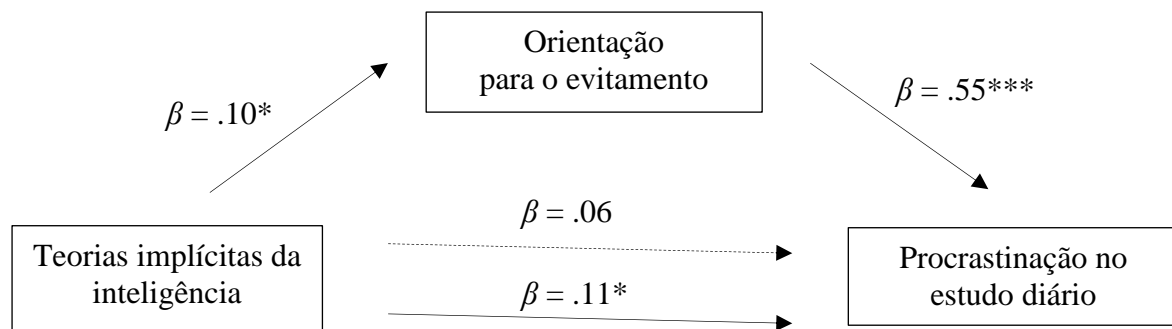 Orientação
para o evitamento
β = .10*
β = .55***
β = .06
Teorias implícitas da
inteligência
Procrastinação no
estudo diário
β = .11*